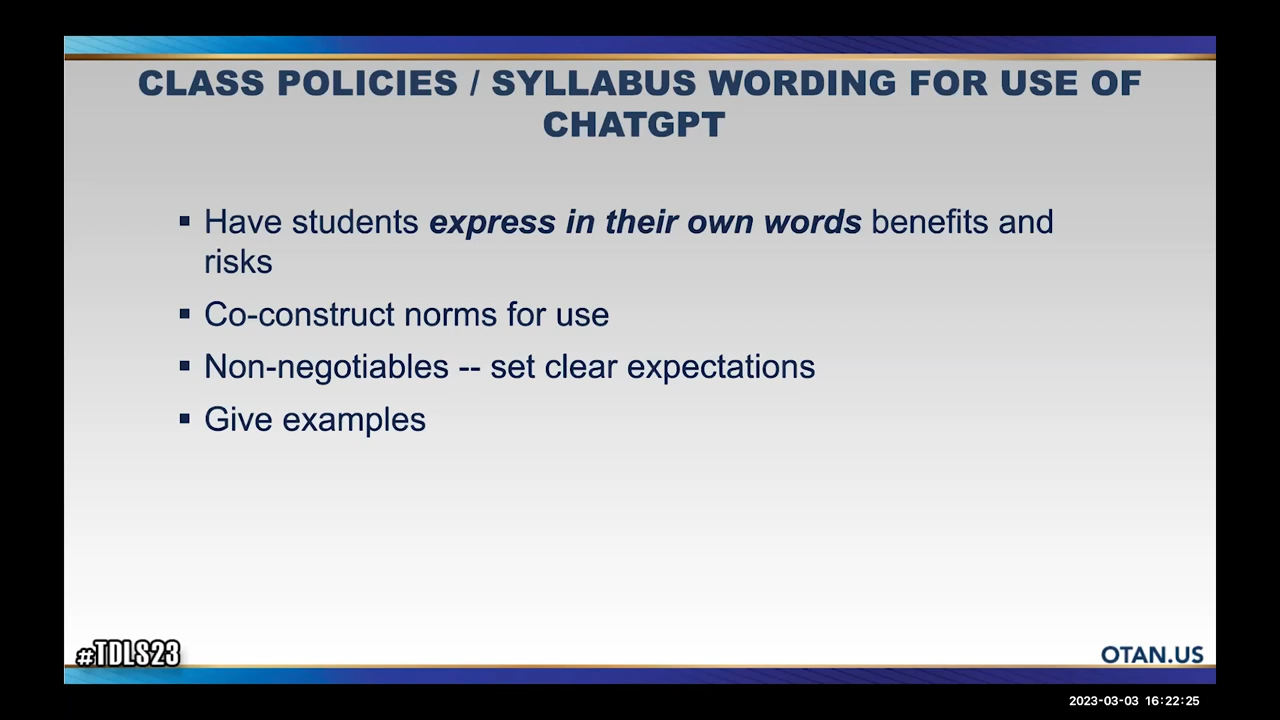 CLASS POLICIES / SYLLABUS WORDING FOR USE OF
CHATGPT
▪ Have students express in their own words benefits and
risks
▪ Co-construct norms for use
▪ Non-negotiables -- set clear expectations
▪ Give examples
#TDLS23
OTAN.US
2023-03-03 16:22:25